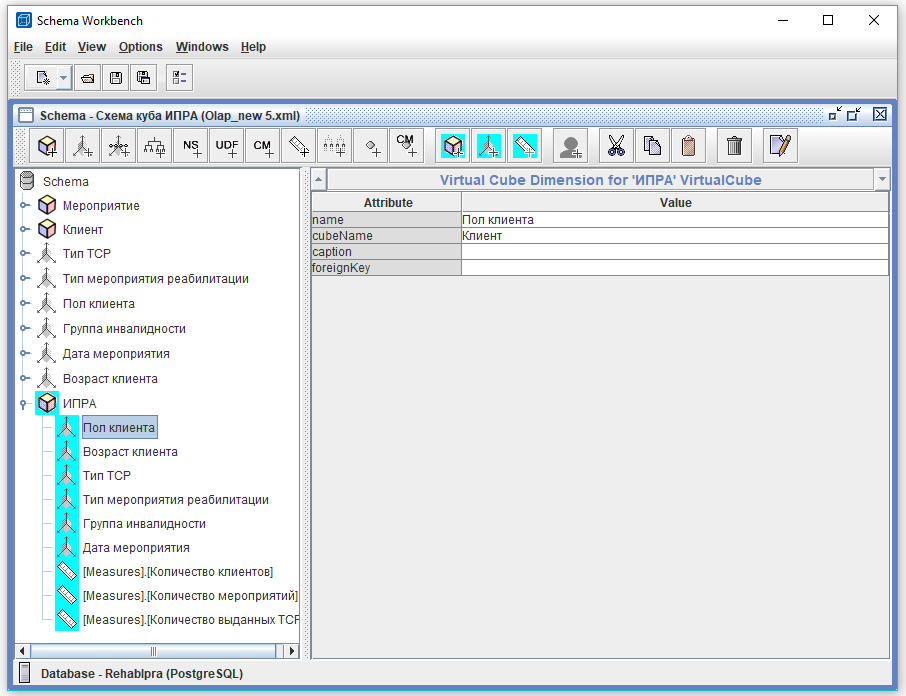 Schema Workbench
File Edit View Options Windows Help
Schema - Схема куба ИПРА (Olap_new 5.xml)
NS UDF CM CM
Schema
Мероприятие
Клиент
Тип ТСР
Тип мероприятия реабилитации
Пол клиента
Группа инвалидности
Дата мероприятия
Возраст клиента
ИПРА
Пол клиента
Возраст клиента
Тип ТСР
Тип мероприятия реабилитации
Группа инвалидности
Дата мероприятия
[Measures].[Количество клиентов]
[Measures].[Количество мероприятий]
[Measures].[Количество выданных ТСР
Virtual Cube Dimension for 'ИПРА' VirtualCube
Attribute Value
name Пол клиента
cubeName Клиент
caption
foreignKey
Database - RehabIpra (PostgreSQL)